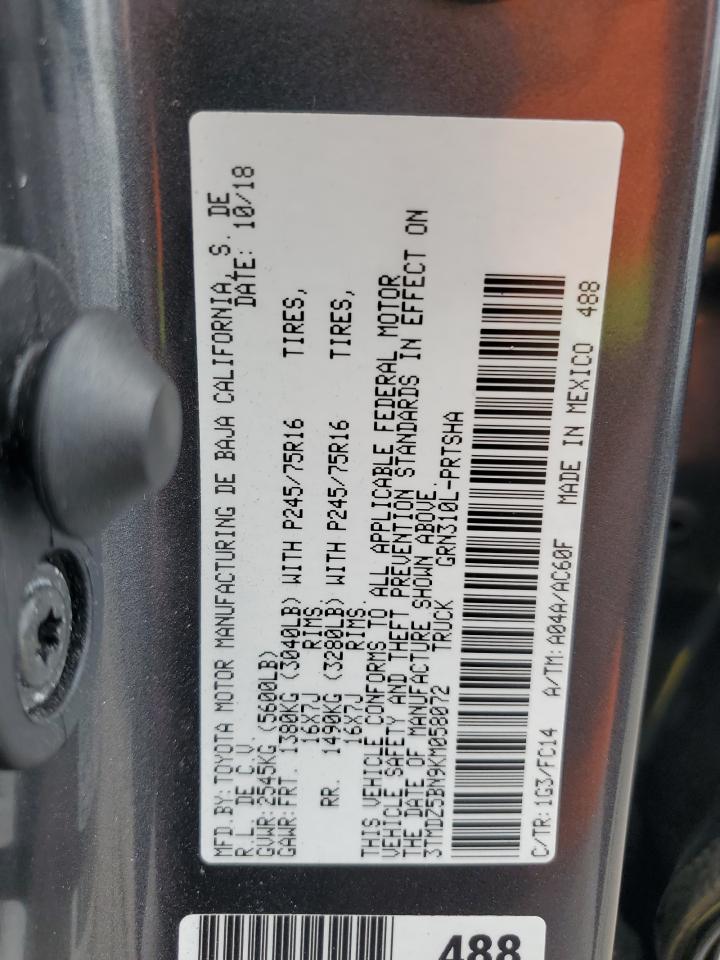 MFD. BY: TOYOTA MOTOR MANUFACTURING DE BAJA CALIFORNIA, S. DE
R.L. DE C.V. DATE: 10/18
GVWR: 2545KG (5600LB)
GAWR: FRT. 1380KG (3040LB) WITH P245/75R16 TIRES,
16X7J RIMS
RR. 1490KG (3280LB) WITH P245/75R16 TIRES,
16X7J RIMS.
THIS VEHICLE CONFORMS TO ALL APPLICABLE FEDERAL MOTOR
VEHICLE SAFETY AND THEFT PREVENTION STANDARDS IN EFFECT ON
THE DATE OF MANUFACTURE SHOWN ABOVE.
3TMDZ5BN9KM058072 TRUCK GRN310L-PRTSHA
C/TR: 1G3/FC14 A/TM: A04A/AC60F MADE IN MEXICO 488
488